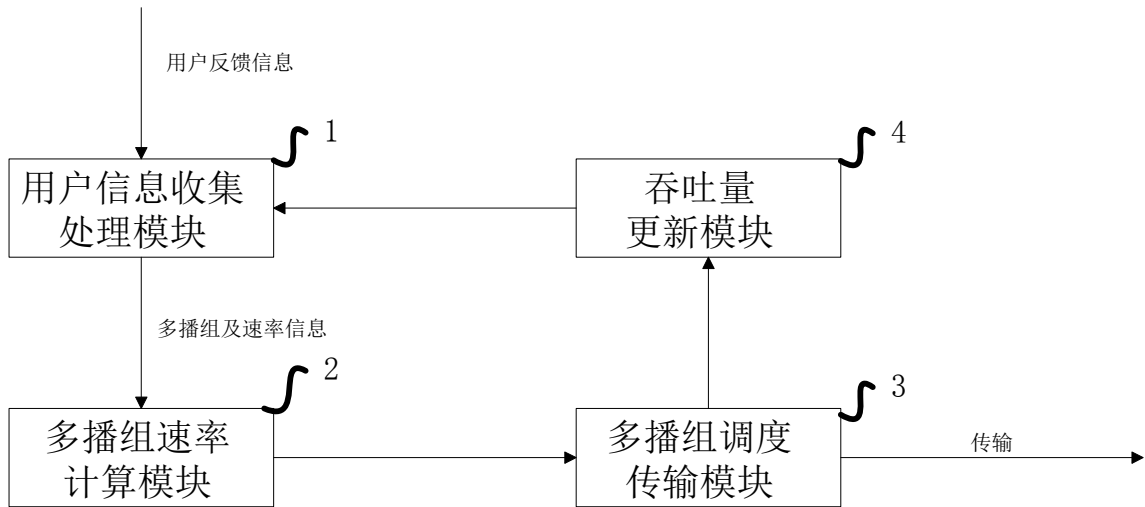 用户反馈信息
1
用户信息收集
处理模块
4
吞吐量
更新模块
多播组及速率信息
2
多播组速率
计算模块
3
多播组调度
传输模块
传输